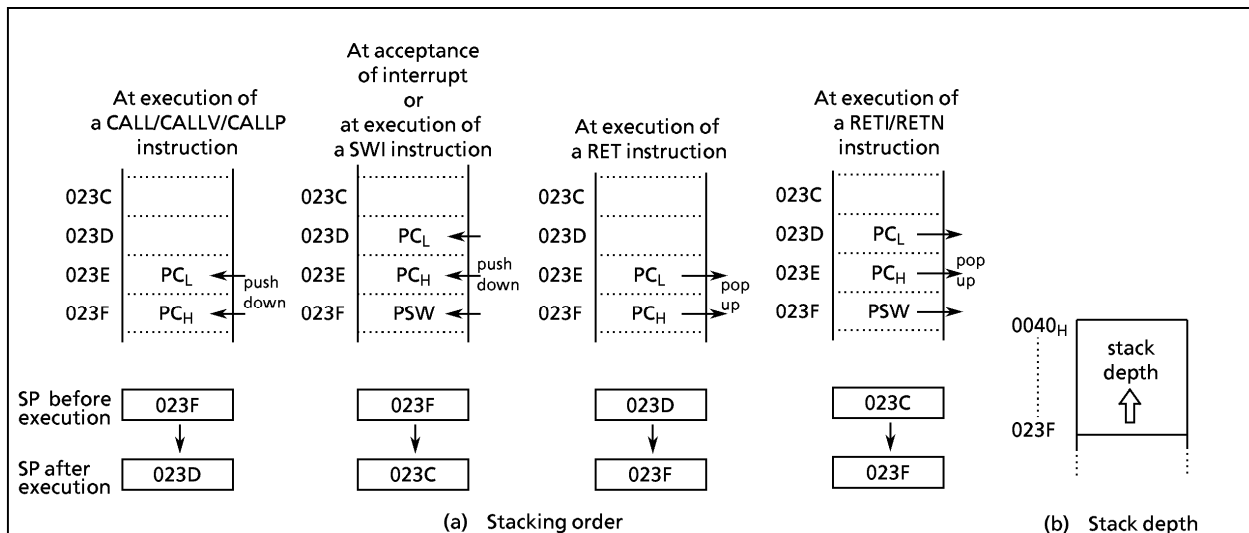 At execution of
a CALL/CALLV/CALLP
instruction
023C
023D
023E PCL push
023F PCH down
At acceptance
of interrupt
or
at execution of
a SWI instruction
023C
023D PCL
023E PCH push
down
023F PSW
At execution of
a RET instruction
023C
023D
023E PCL pop
023F PCH up
At execution of
a RETI/RETN
instruction
023C
023D PCL
023E PCH pop
up
023F PSW
SP before
execution
023F 023F 023D 023C
SP after
execution
023D 023C 023F 023F
(a) Stacking order
0040H
stack
depth
023F
(b) Stack depth